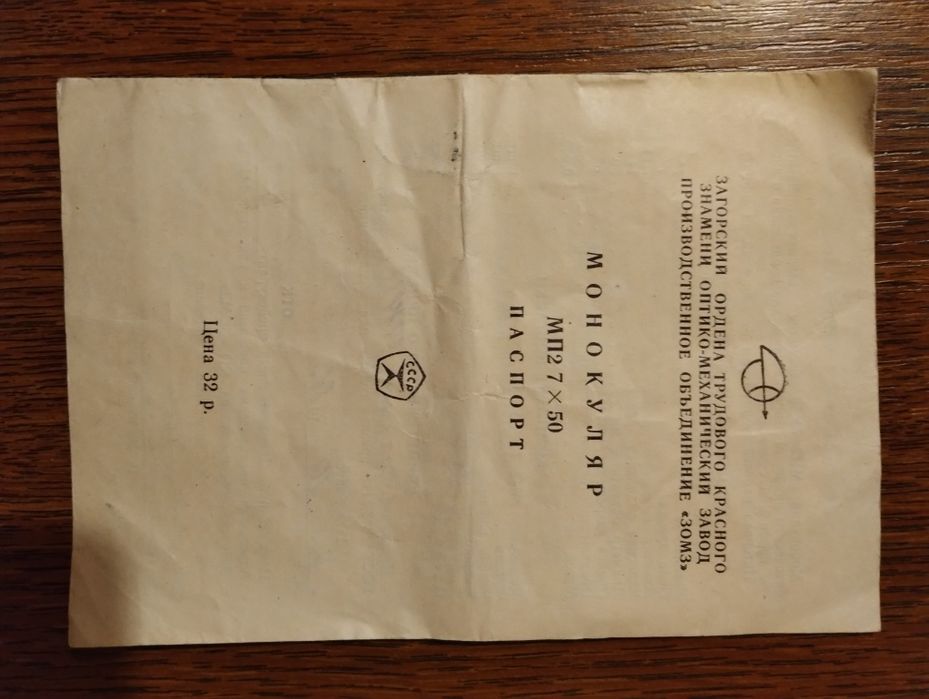 ЗАГОРСКИЙ ОРДЕНА ТРУДОВОГО КРАСНОГО
ЗНАМЕНИ ОПТИКО-МЕХАНИЧЕСКИЙ ЗАВОД
ПРОИЗВОДСТВЕННОЕ ОБЪЕДИНЕНИЕ «ЗОМЗ»
МОНОКУЛЯР
МП2 7×50
ПАСПОРТ
СССР
Цена 32 р.